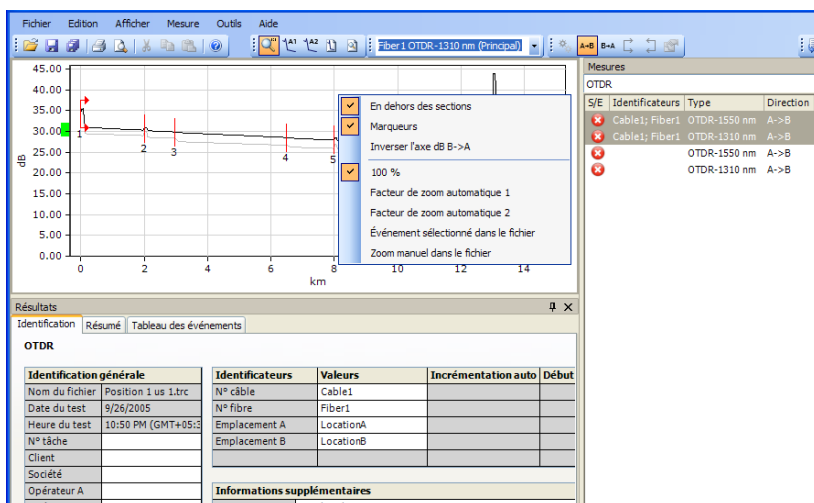 Fichier Edition Afficher Mesure Outils Aide
Fiber1 OTDR-1310 nm (Principal)
A→B B→A
45.00
40.00
35.00
30.00
25.00
20.00
15.00
10.00
5.00
0.00
dB
1 2 3 4 5
0 2 4 6 8 10 12 14
km
En dehors des sections
Marqueurs
Inverser l'axe dB B->A
100 %
Facteur de zoom automatique 1
Facteur de zoom automatique 2
Événement sélectionné dans le fichier
Zoom manuel dans le fichier
Mesures
OTDR
S/E Identificateurs Type Direction
Cable1; Fiber1 OTDR-1550 nm A->B
Cable1; Fiber1 OTDR-1310 nm A->B
OTDR-1550 nm A->B
OTDR-1310 nm A->B
Résultats
Identification Résumé Tableau des événements
OTDR
Identification générale
Nom du fichier Position 1 us 1.trc
Date du test 9/26/2005
Heure du test 10:50 PM (GMT+05:3
N° tâche
Client
Société
Opérateur A
Identificateurs Valeurs Incrémentation auto Début
N° câble Cable1
N° fibre Fiber1
Emplacement A LocationA
Emplacement B LocationB
Informations supplémentaires